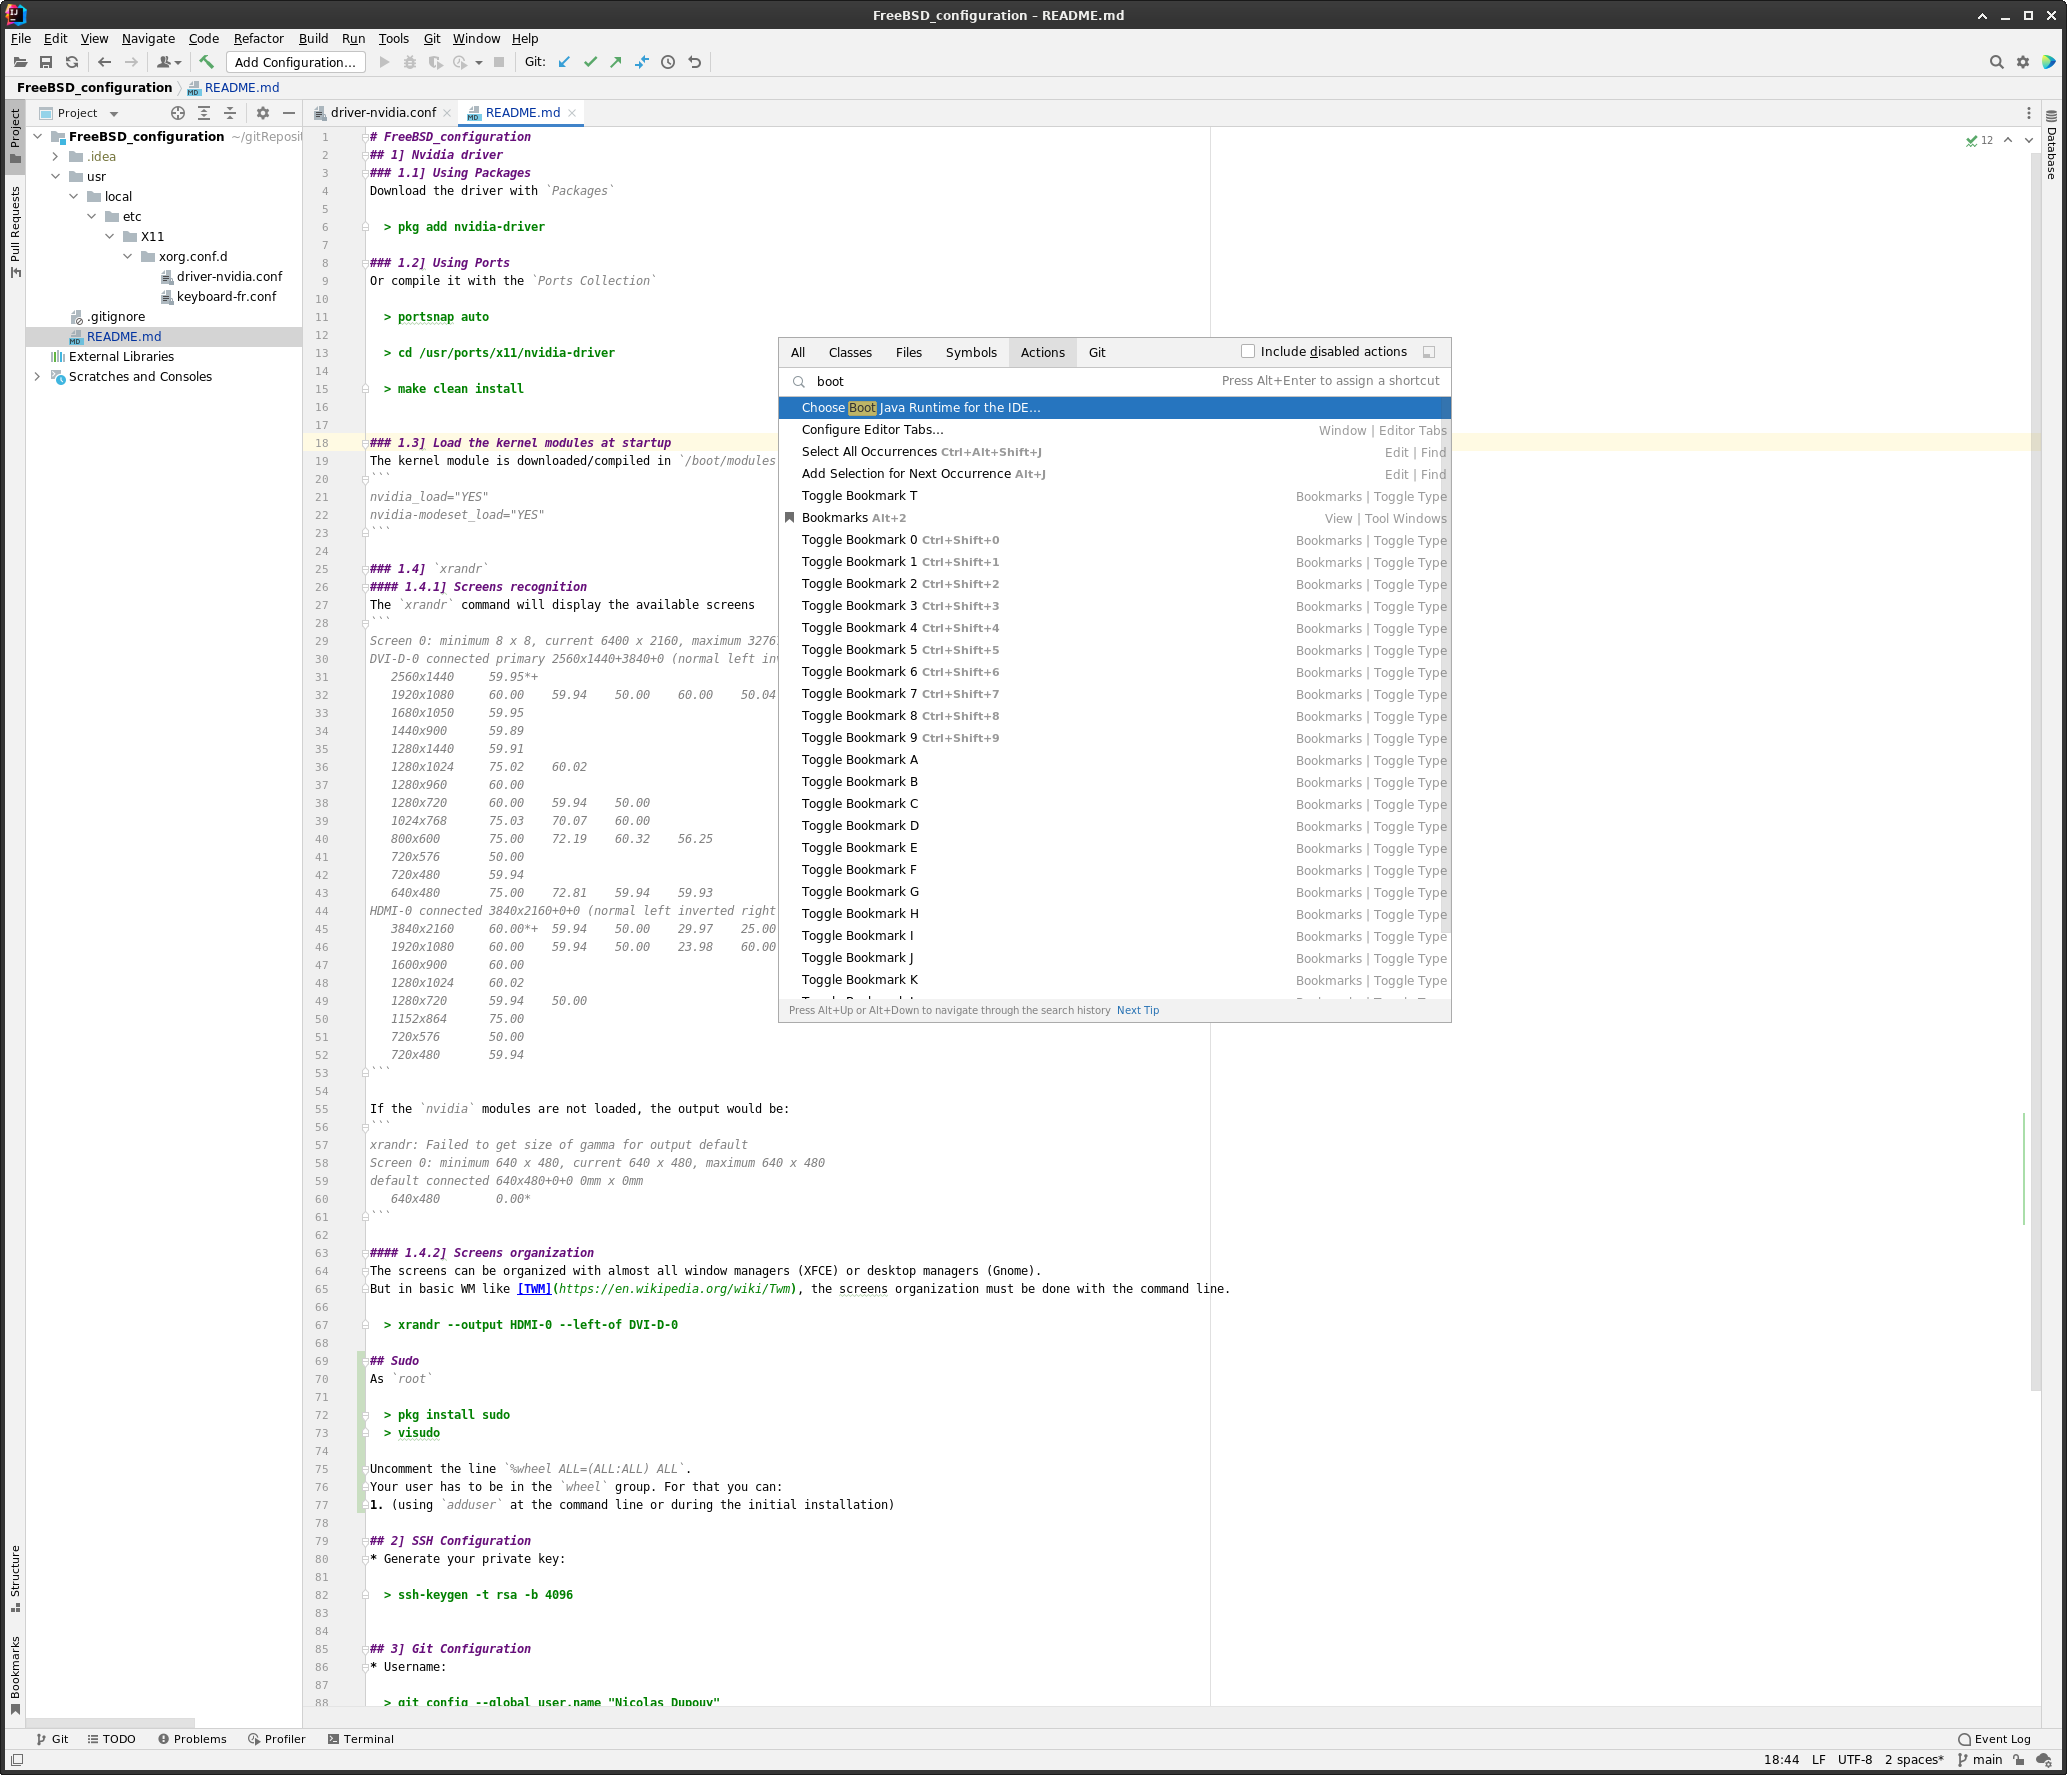 FreeBSD_configuration – README.md
File Edit View Navigate Code Refactor Build Run Tools Git Window Help
Add Configuration... Git:
FreeBSD_configuration README.md
Project
driver-nvidia.conf README.md
Project
Pull Requests
Structure
Bookmarks
Database
FreeBSD_configuration ~/gitReposit
.idea
usr
local
etc
X11
xorg.conf.d
driver-nvidia.conf
keyboard-fr.conf
.gitignore
README.md
External Libraries
Scratches and Consoles
12
1 # FreeBSD_configuration
2 ## 1] Nvidia driver
3 ### 1.1] Using Packages
4 Download the driver with `Packages`
5
6 > pkg add nvidia-driver
7
8 ### 1.2] Using Ports
9 Or compile it with the `Ports Collection`
10
11 > portsnap auto
12
13 > cd /usr/ports/x11/nvidia-driver
14
15 > make clean install
16
17
18 ### 1.3] Load the kernel modules at startup
19 The kernel module is downloaded/compiled in `/boot/modules
20 ```
21 nvidia_load="YES"
22 nvidia-modeset_load="YES"
23 ```
24
25 ### 1.4] `xrandr`
26 #### 1.4.1] Screens recognition
27 The `xrandr` command will display the available screens
28 ```
29 Screen 0: minimum 8 x 8, current 6400 x 2160, maximum 3276
30 DVI-D-0 connected primary 2560x1440+3840+0 (normal left inv
31 2560x1440 59.95*+
32 1920x1080 60.00 59.94 50.00 60.00 50.04
33 1680x1050 59.95
34 1440x900 59.89
35 1280x1440 59.91
36 1280x1024 75.02 60.02
37 1280x960 60.00
38 1280x720 60.00 59.94 50.00
39 1024x768 75.03 70.07 60.00
40 800x600 75.00 72.19 60.32 56.25
41 720x576 50.00
42 720x480 59.94
43 640x480 75.00 72.81 59.94 59.93
44 HDMI-0 connected 3840x2160+0+0 (normal left inverted right
45 3840x2160 60.00*+ 59.94 50.00 29.97 25.00
46 1920x1080 60.00 59.94 50.00 23.98 60.00
47 1600x900 60.00
48 1280x1024 60.02
49 1280x720 59.94 50.00
50 1152x864 75.00
51 720x576 50.00
52 720x480 59.94
53 ```
54
55 If the `nvidia` modules are not loaded, the output would be:
56 ```
57 xrandr: Failed to get size of gamma for output default
58 Screen 0: minimum 640 x 480, current 640 x 480, maximum 640 x 480
59 default connected 640x480+0+0 0mm x 0mm
60 640x480 0.00*
61 ```
62
63 #### 1.4.2] Screens organization
64 The screens can be organized with almost all window managers (XFCE) or desktop managers (Gnome).
65 But in basic WM like [TWM](https://en.wikipedia.org/wiki/Twm), the screens organization must be done with the command line.
66
67 > xrandr --output HDMI-0 --left-of DVI-D-0
68
69 ## Sudo
70 As `root`
71
72 > pkg install sudo
73 > visudo
74
75 Uncomment the line `%wheel ALL=(ALL:ALL) ALL`.
76 Your user has to be in the `wheel` group. For that you can:
77 1. (using `adduser` at the command line or during the initial installation)
78
79 ## 2] SSH Configuration
80 * Generate your private key:
81
82 > ssh-keygen -t rsa -b 4096
83
84
85 ## 3] Git Configuration
86 * Username:
87
88 > git config --global user.name "Nicolas Dupouy"
All Classes Files Symbols Actions Git Include disabled actions
boot Press Alt+Enter to assign a shortcut
Choose Boot Java Runtime for the IDE...
Configure Editor Tabs... Window | Editor Tabs
Select All Occurrences Ctrl+Alt+Shift+J Edit | Find
Add Selection for Next Occurrence Alt+J Edit | Find
Toggle Bookmark T Bookmarks | Toggle Type
Bookmarks Alt+2 View | Tool Windows
Toggle Bookmark 0 Ctrl+Shift+0 Bookmarks | Toggle Type
Toggle Bookmark 1 Ctrl+Shift+1 Bookmarks | Toggle Type
Toggle Bookmark 2 Ctrl+Shift+2 Bookmarks | Toggle Type
Toggle Bookmark 3 Ctrl+Shift+3 Bookmarks | Toggle Type
Toggle Bookmark 4 Ctrl+Shift+4 Bookmarks | Toggle Type
Toggle Bookmark 5 Ctrl+Shift+5 Bookmarks | Toggle Type
Toggle Bookmark 6 Ctrl+Shift+6 Bookmarks | Toggle Type
Toggle Bookmark 7 Ctrl+Shift+7 Bookmarks | Toggle Type
Toggle Bookmark 8 Ctrl+Shift+8 Bookmarks | Toggle Type
Toggle Bookmark 9 Ctrl+Shift+9 Bookmarks | Toggle Type
Toggle Bookmark A Bookmarks | Toggle Type
Toggle Bookmark B Bookmarks | Toggle Type
Toggle Bookmark C Bookmarks | Toggle Type
Toggle Bookmark D Bookmarks | Toggle Type
Toggle Bookmark E Bookmarks | Toggle Type
Toggle Bookmark F Bookmarks | Toggle Type
Toggle Bookmark G Bookmarks | Toggle Type
Toggle Bookmark H Bookmarks | Toggle Type
Toggle Bookmark I Bookmarks | Toggle Type
Toggle Bookmark J Bookmarks | Toggle Type
Toggle Bookmark K Bookmarks | Toggle Type
Press Alt+Up or Alt+Down to navigate through the search history Next Tip
Git TODO Problems Profiler Terminal Event Log
18:44 LF UTF-8 2 spaces* main